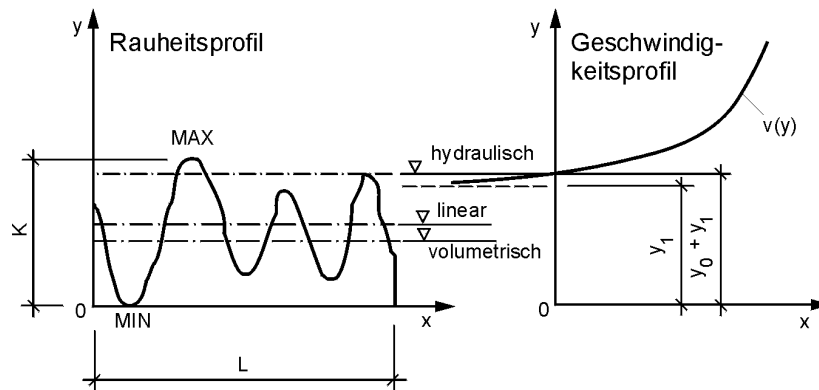 y
Rauheitsprofil
MAX
K
0
MIN
x
L
hydraulisch
linear
volumetrisch
y
Geschwindig-
keitsprofil
v(y)
y1
y0 + y1
0
x